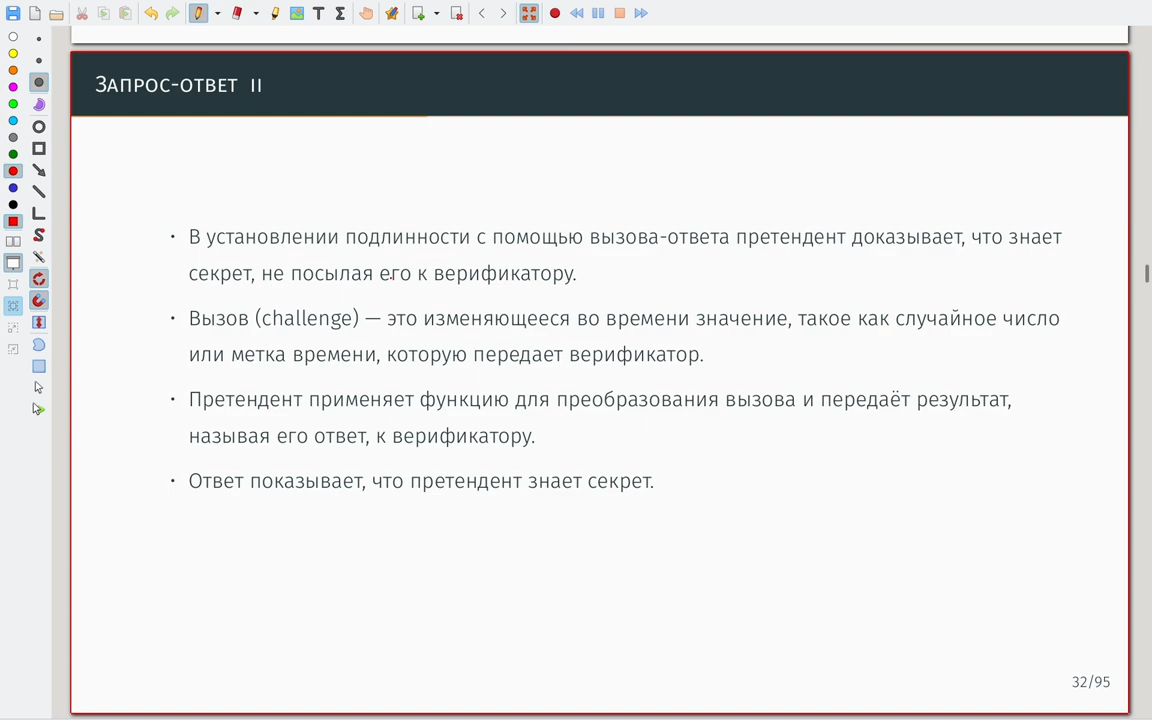 Запрос-ответ II
• В установлении подлинности с помощью вызова-ответа претендент доказывает, что знает
секрет, не посылая его к верификатору.
• Вызов (challenge) — это изменяющееся во времени значение, такое как случайное число
или метка времени, которую передает верификатор.
• Претендент применяет функцию для преобразования вызова и передаёт результат,
называя его ответ, к верификатору.
• Ответ показывает, что претендент знает секрет.
32/95